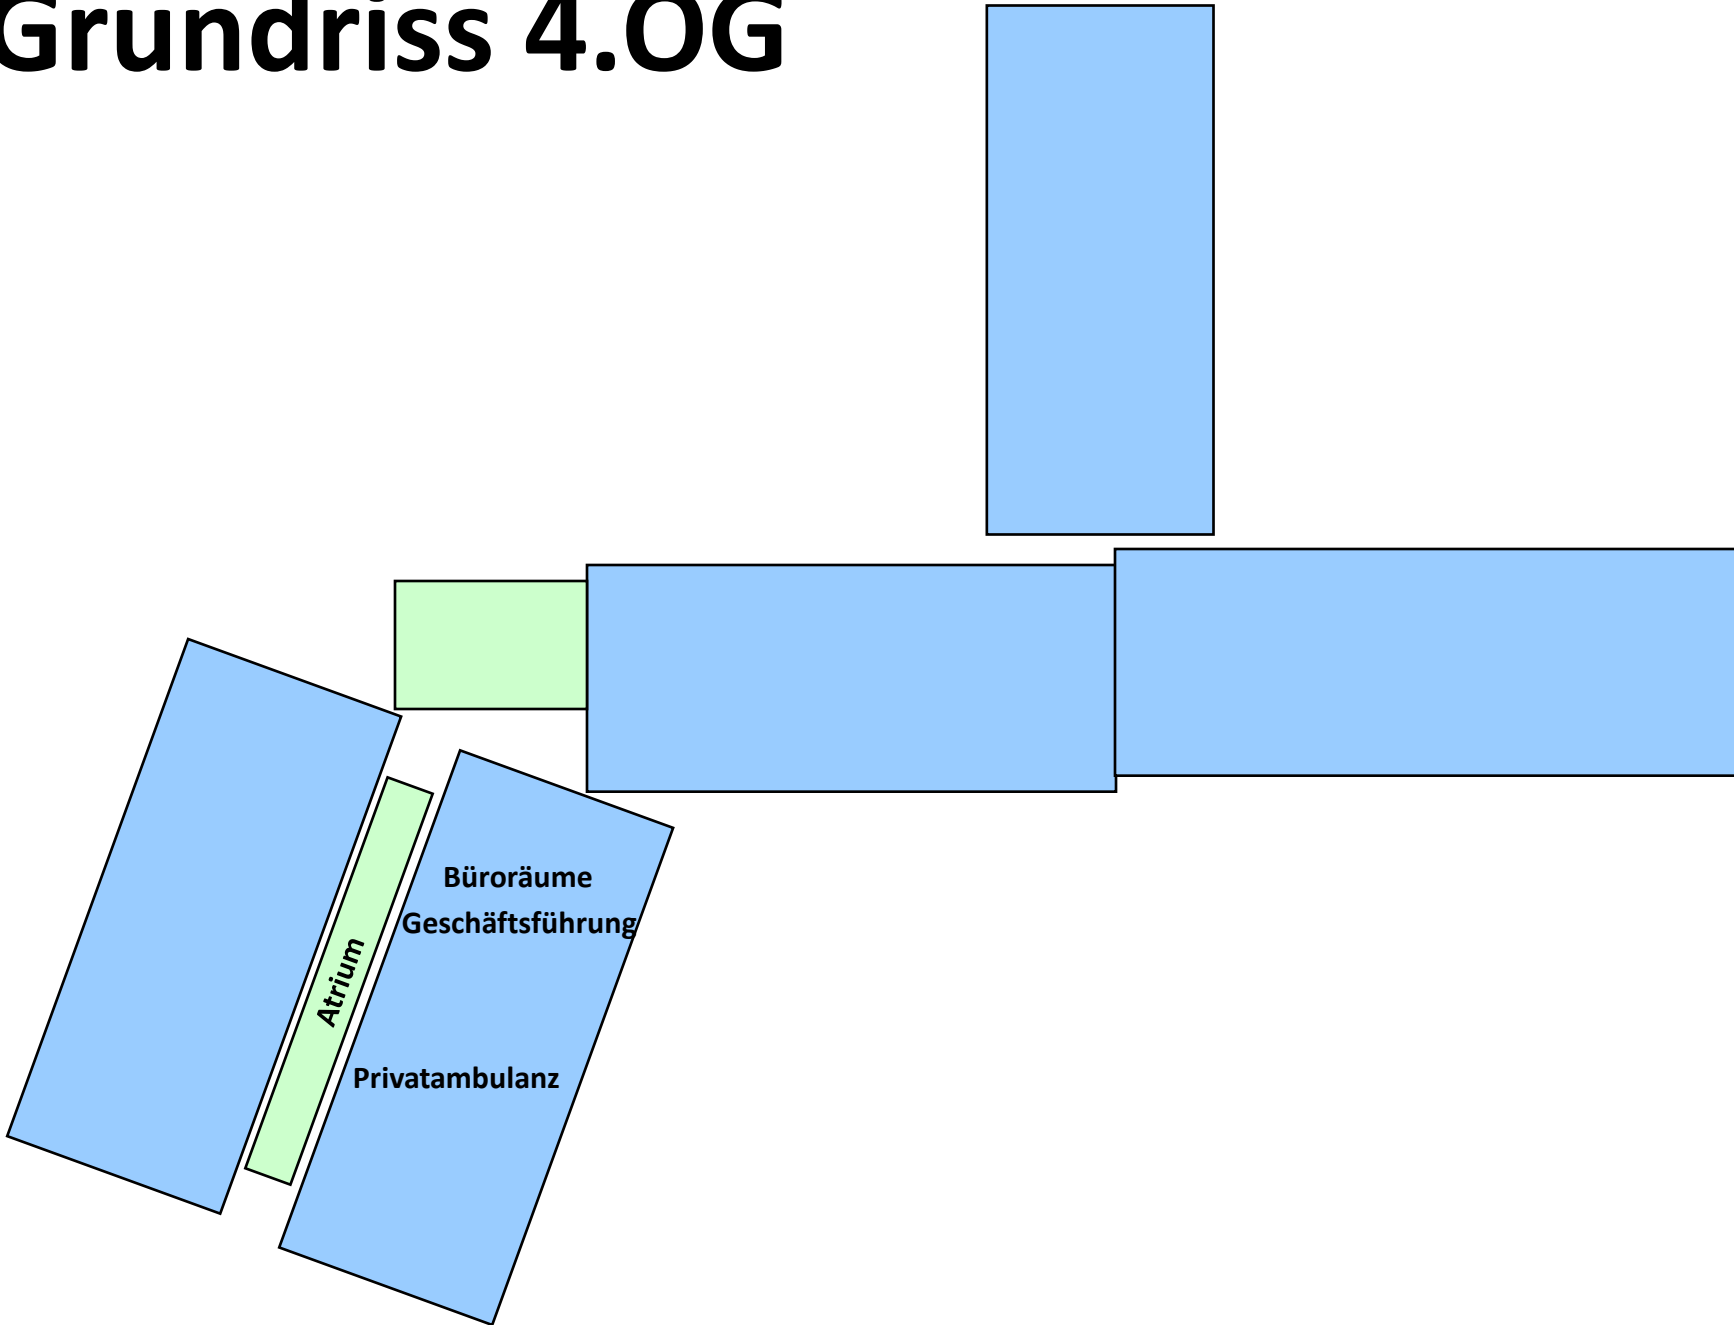 Grundriss 4.OG
Büroräume
Geschäftsführung
Atrium
Privatambulanz